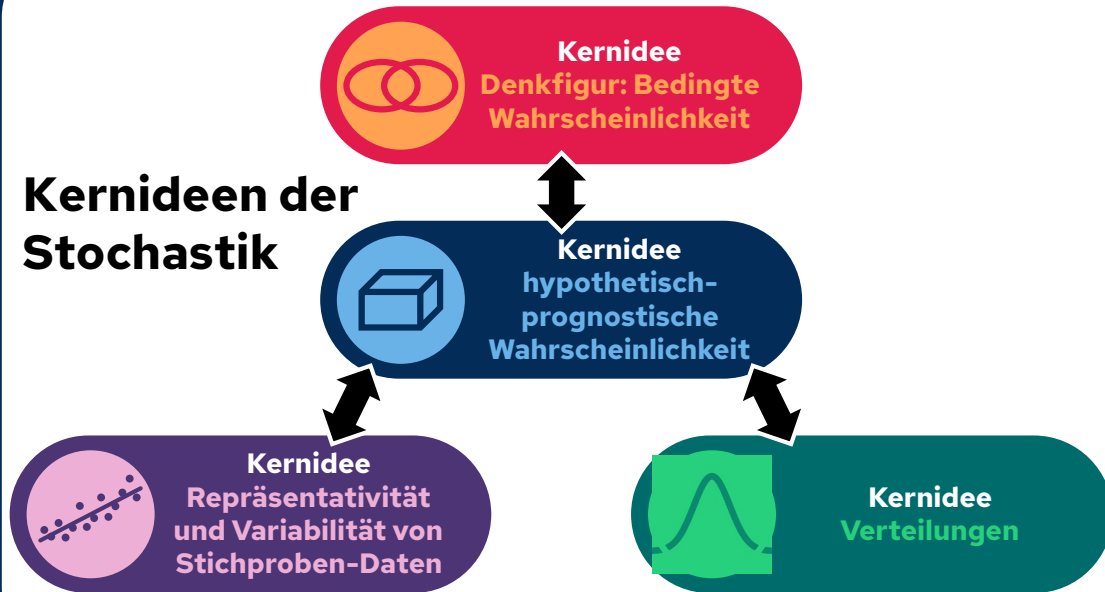 Kernideen der
Stochastik
Kernidee
Denkfigur: Bedingte
Wahrscheinlichkeit
Kernidee
hypothetisch-
prognostische
Wahrscheinlichkeit
Kernidee
Repräsentativität
und Variabilität von
Stichproben-Daten
Kernidee
Verteilungen